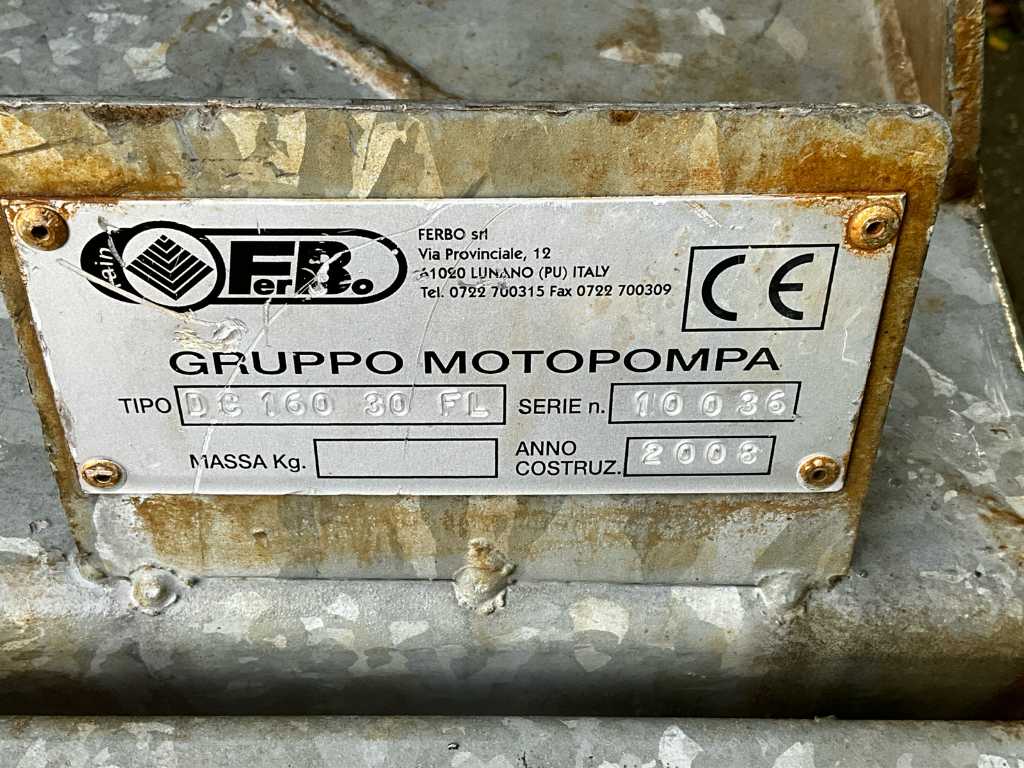 rain FerBo
FERBO srl
Via Provinciale, 12
61020 LUNANO (PU) ITALY
Tel. 0722 700315 Fax 0722 700309
CE
GRUPPO MOTOPOMPA
TIPO DC 160 30 FL SERIE n. 10036
MASSA Kg. ANNO COSTRUZ. 2008